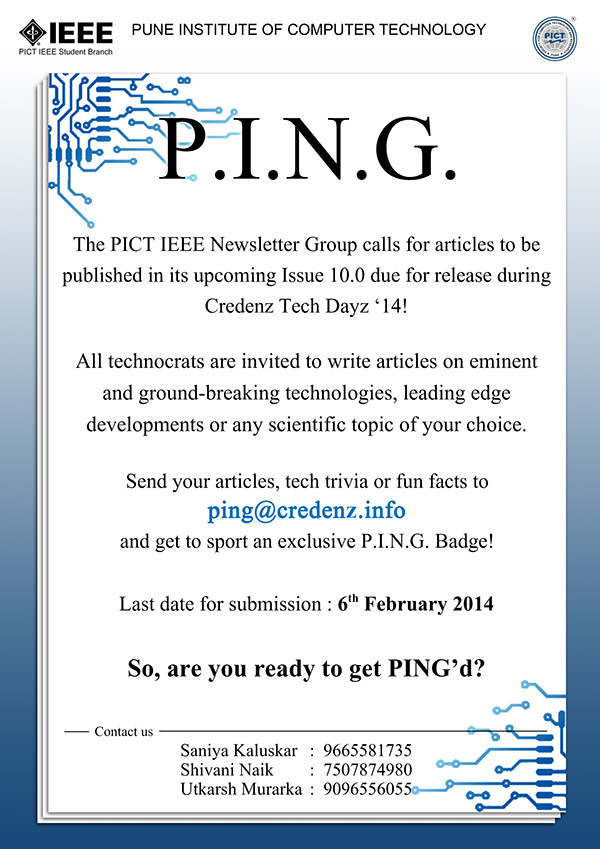 IEEE
PICT IEEE Student Branch
PUNE INSTITUTE OF COMPUTER TECHNOLOGY
PICT
P.I.N.G.
The PICT IEEE Newsletter Group calls for articles to be
published in its upcoming Issue 10.0 due for release during
Credenz Tech Dayz ‘14!
All technocrats are invited to write articles on eminent
and ground-breaking technologies, leading edge
developments or any scientific topic of your choice.
Send your articles, tech trivia or fun facts to
ping@credenz.info
and get to sport an exclusive P.I.N.G. Badge!
Last date for submission : 6th February 2014
So, are you ready to get PING’d?
Contact us
Saniya Kaluskar : 9665581735
Shivani Naik : 7507874980
Utkarsh Murarka : 9096556055